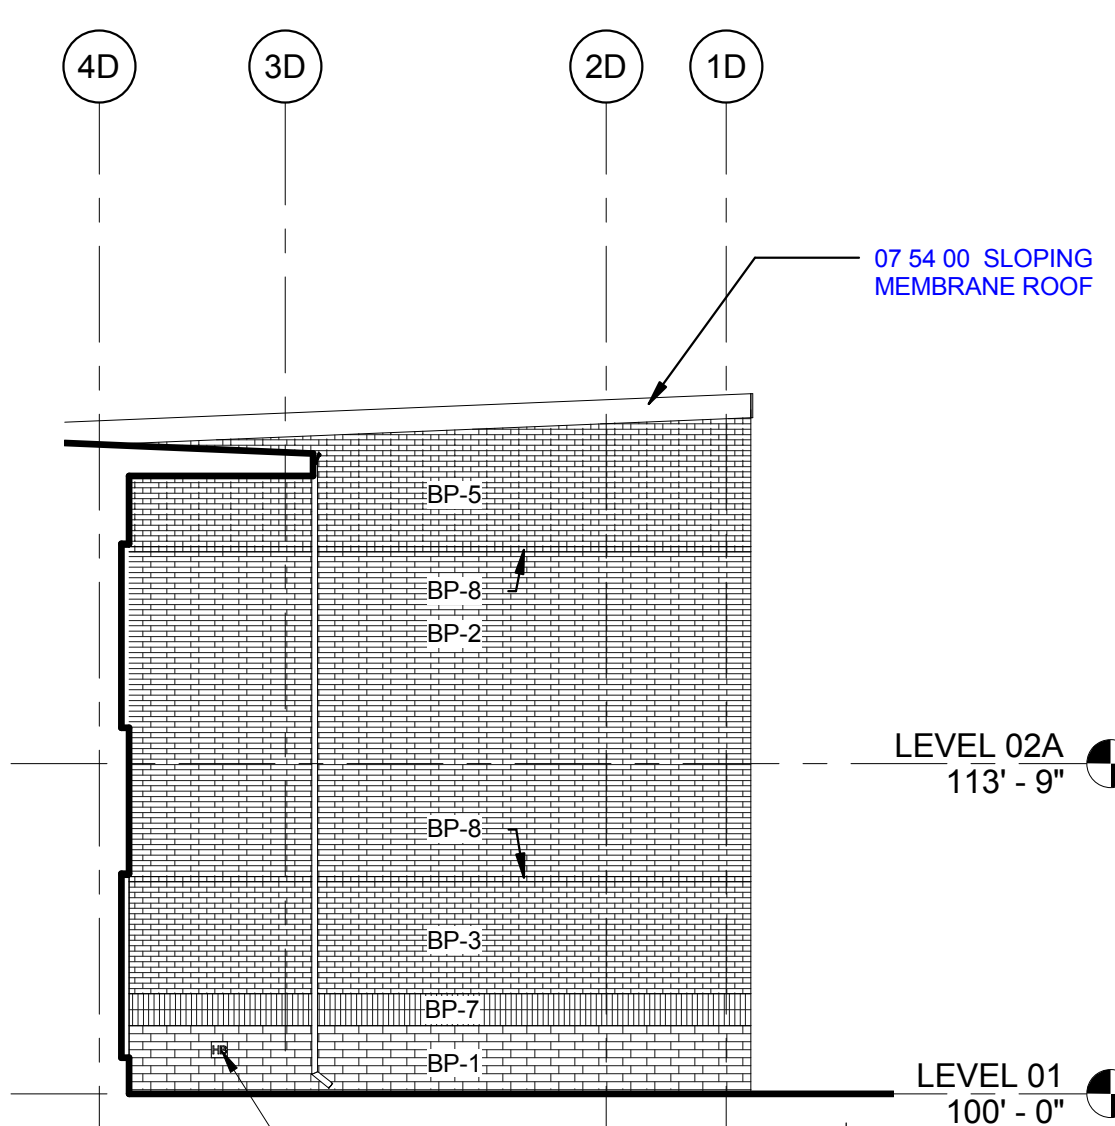 4D
3D
2D
1D
07 54 00 SLOPING
MEMBRANE ROOF
BP-5
BP-8
BP-2
LEVEL 02A
113' - 9"
BP-8
BP-3
BP-7
HB
BP-1
LEVEL 01
100' - 0"